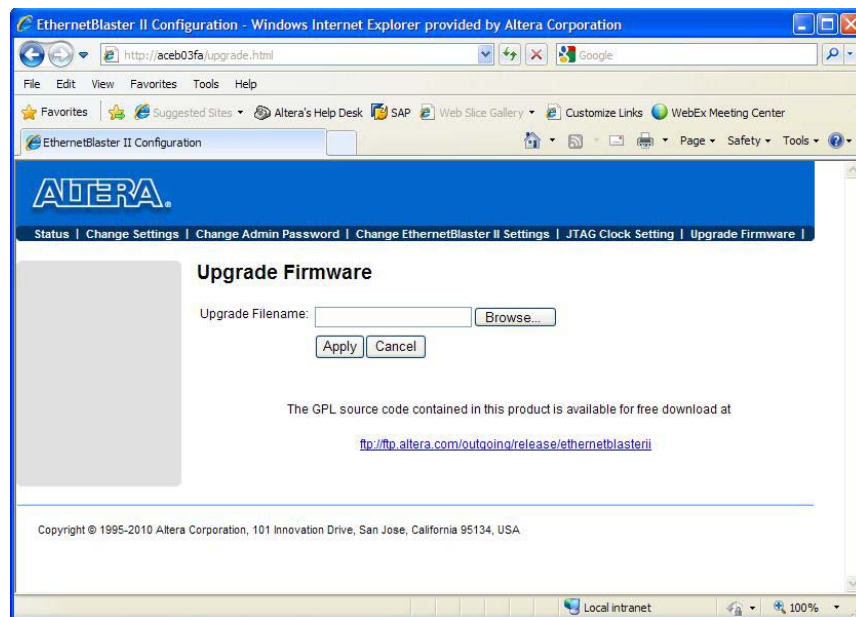 EthernetBlaster II Configuration - Windows Internet Explorer provided by Altera Corporation
http://aceb03fa/upgrade.html
Google
File Edit View Favorites Tools Help
Favorites Suggested Sites Altera's Help Desk SAP Web Slice Gallery Customize Links WebEx Meeting Center
EthernetBlaster II Configuration Page Safety Tools
ALTERA.
Status | Change Settings | Change Admin Password | Change EthernetBlaster II Settings | JTAG Clock Setting | Upgrade Firmware |
Upgrade Firmware
Upgrade Filename: Browse...
Apply Cancel
The GPL source code contained in this product is available for free download at
ftp://ftp.altera.com/outgoing/release/ethernetblasterii
Copyright © 1995-2010 Altera Corporation, 101 Innovation Drive, San Jose, California 95134, USA
Local intranet 100%